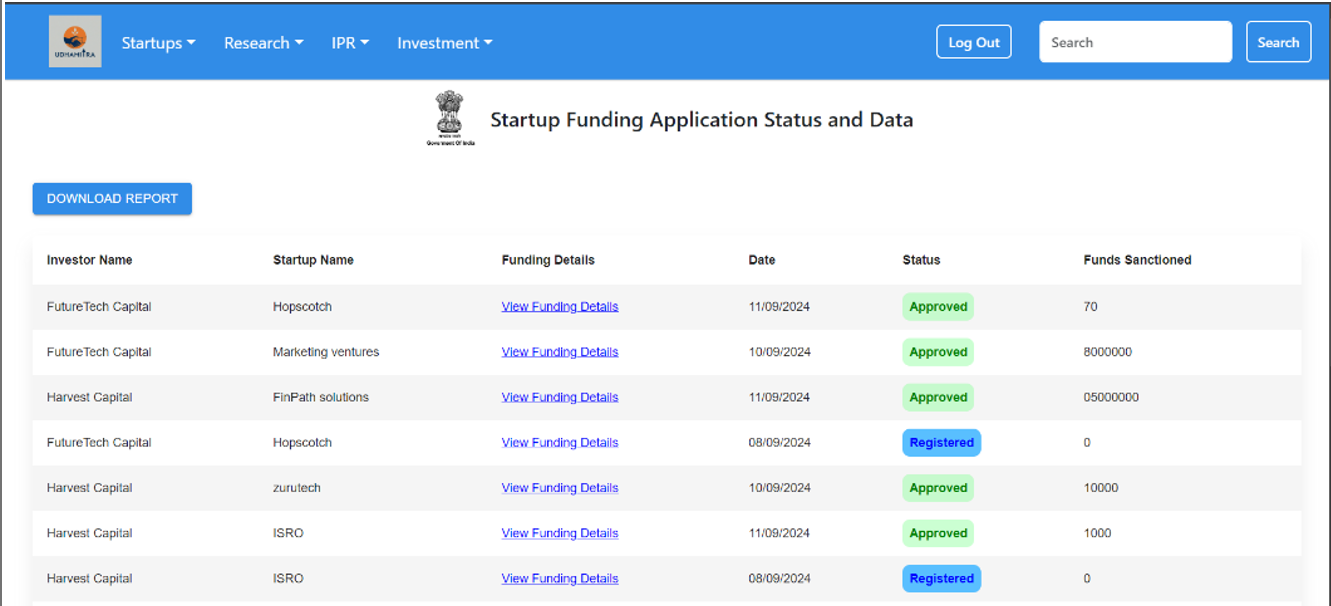 UDHAMITRA
Startups Research IPR Investment Log Out Search Search
Government Of India
Startup Funding Application Status and Data
DOWNLOAD REPORT
Investor Name Startup Name Funding Details Date Status Funds Sanctioned
FutureTech Capital Hopscotch View Funding Details 11/09/2024 Approved 70
FutureTech Capital Marketing ventures View Funding Details 10/09/2024 Approved 8000000
Harvest Capital FinPath solutions View Funding Details 11/09/2024 Approved 05000000
FutureTech Capital Hopscotch View Funding Details 08/09/2024 Registered 0
Harvest Capital zurutech View Funding Details 10/09/2024 Approved 10000
Harvest Capital ISRO View Funding Details 11/09/2024 Approved 1000
Harvest Capital ISRO View Funding Details 08/09/2024 Registered 0